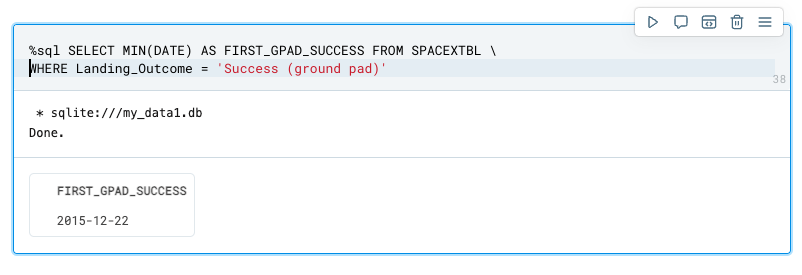 %sql SELECT MIN(DATE) AS FIRST_GPAD_SUCCESS FROM SPACEXTBL \
WHERE Landing_Outcome = 'Success (ground pad)'
38
* sqlite:///my_data1.db
Done.
FIRST_GPAD_SUCCESS
2015-12-22